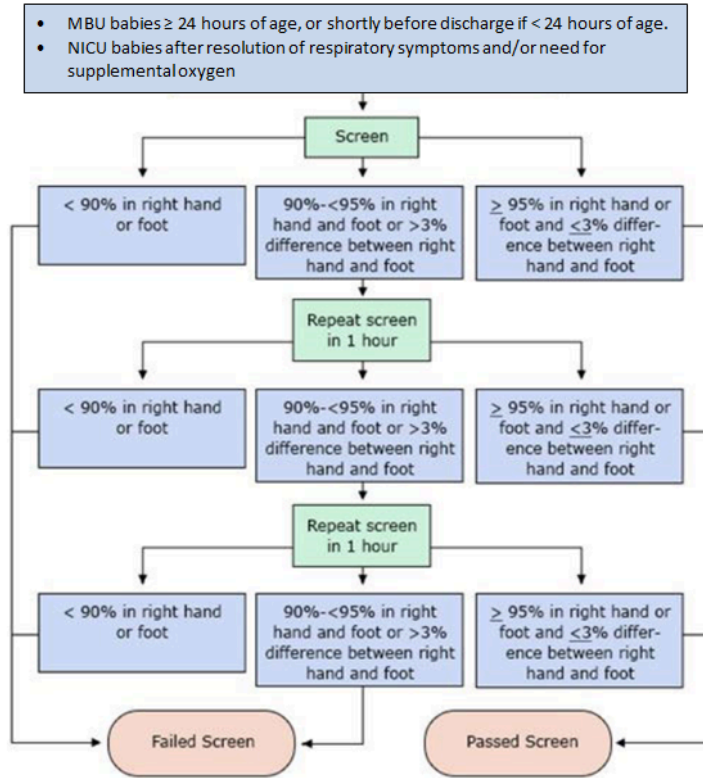 • MBU babies ≥ 24 hours of age, or shortly before discharge if < 24 hours of age.
• NICU babies after resolution of respiratory symptoms and/or need for
supplemental oxygen
Screen
< 90% in right hand
or foot
90%-<95% in right
hand and foot or >3%
difference between right
hand and foot
≥ 95% in right hand or
foot and <3% differ-
ence between right
hand and foot
Repeat screen
in 1 hour
< 90% in right hand
or foot
90%-<95% in right
hand and foot or >3%
difference between right
hand and foot
≥ 95% in right hand or
foot and <3% differ-
ence between right
hand and foot
Repeat screen
in 1 hour
< 90% in right hand
or foot
90%-<95% in right
hand and foot or >3%
difference between right
hand and foot
≥ 95% in right hand or
foot and <3% differ-
ence between right
hand and foot
Failed Screen
Passed Screen